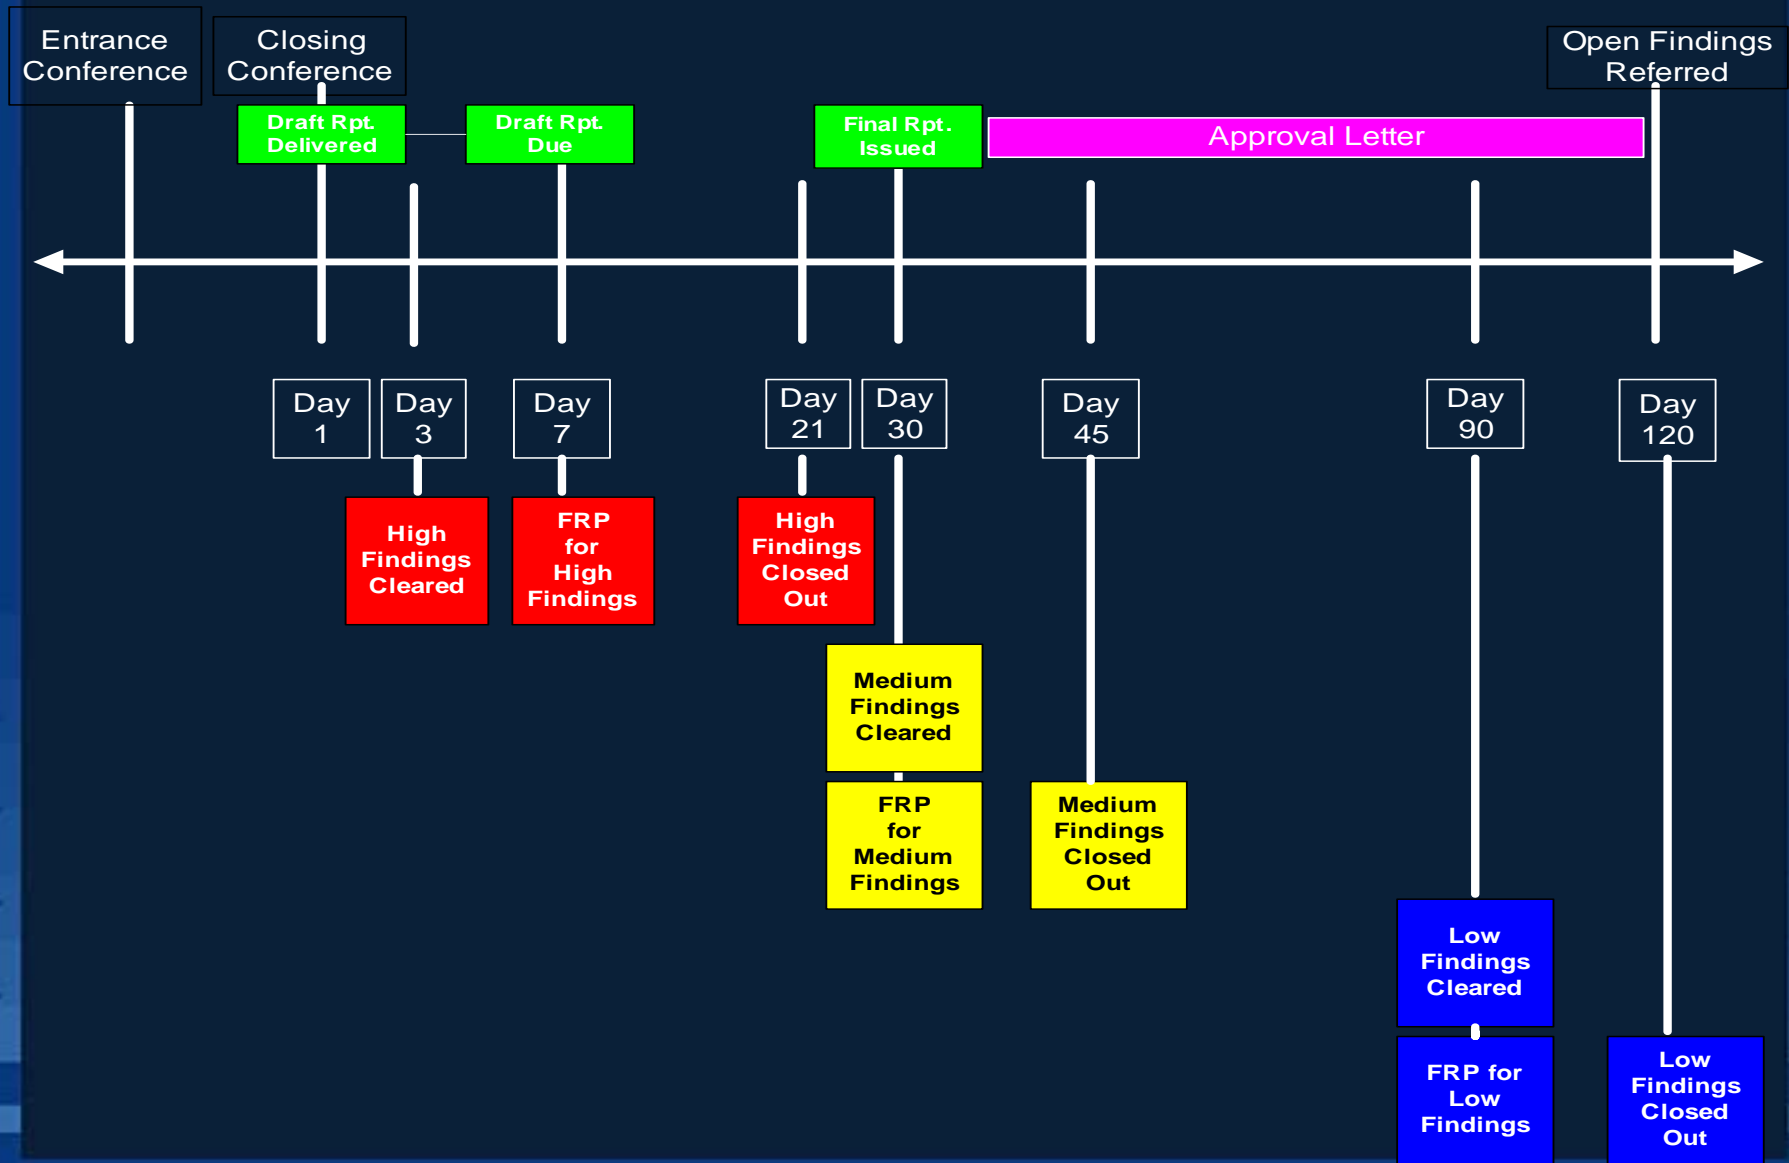 Entrance
Conference
Closing
Conference
Open Findings
Referred
Draft Rpt.
Delivered
Draft Rpt.
Due
Final Rpt.
Issued
Approval Letter
Day
1
Day
3
Day
7
Day
21
Day
30
Day
45
Day
90
Day
120
High
Findings
Cleared
FRP
for
High
Findings
High
Findings
Closed
Out
Medium
Findings
Cleared
FRP
for
Medium
Findings
Medium
Findings
Closed
Out
Low
Findings
Cleared
FRP for
Low
Findings
Low
Findings
Closed
Out